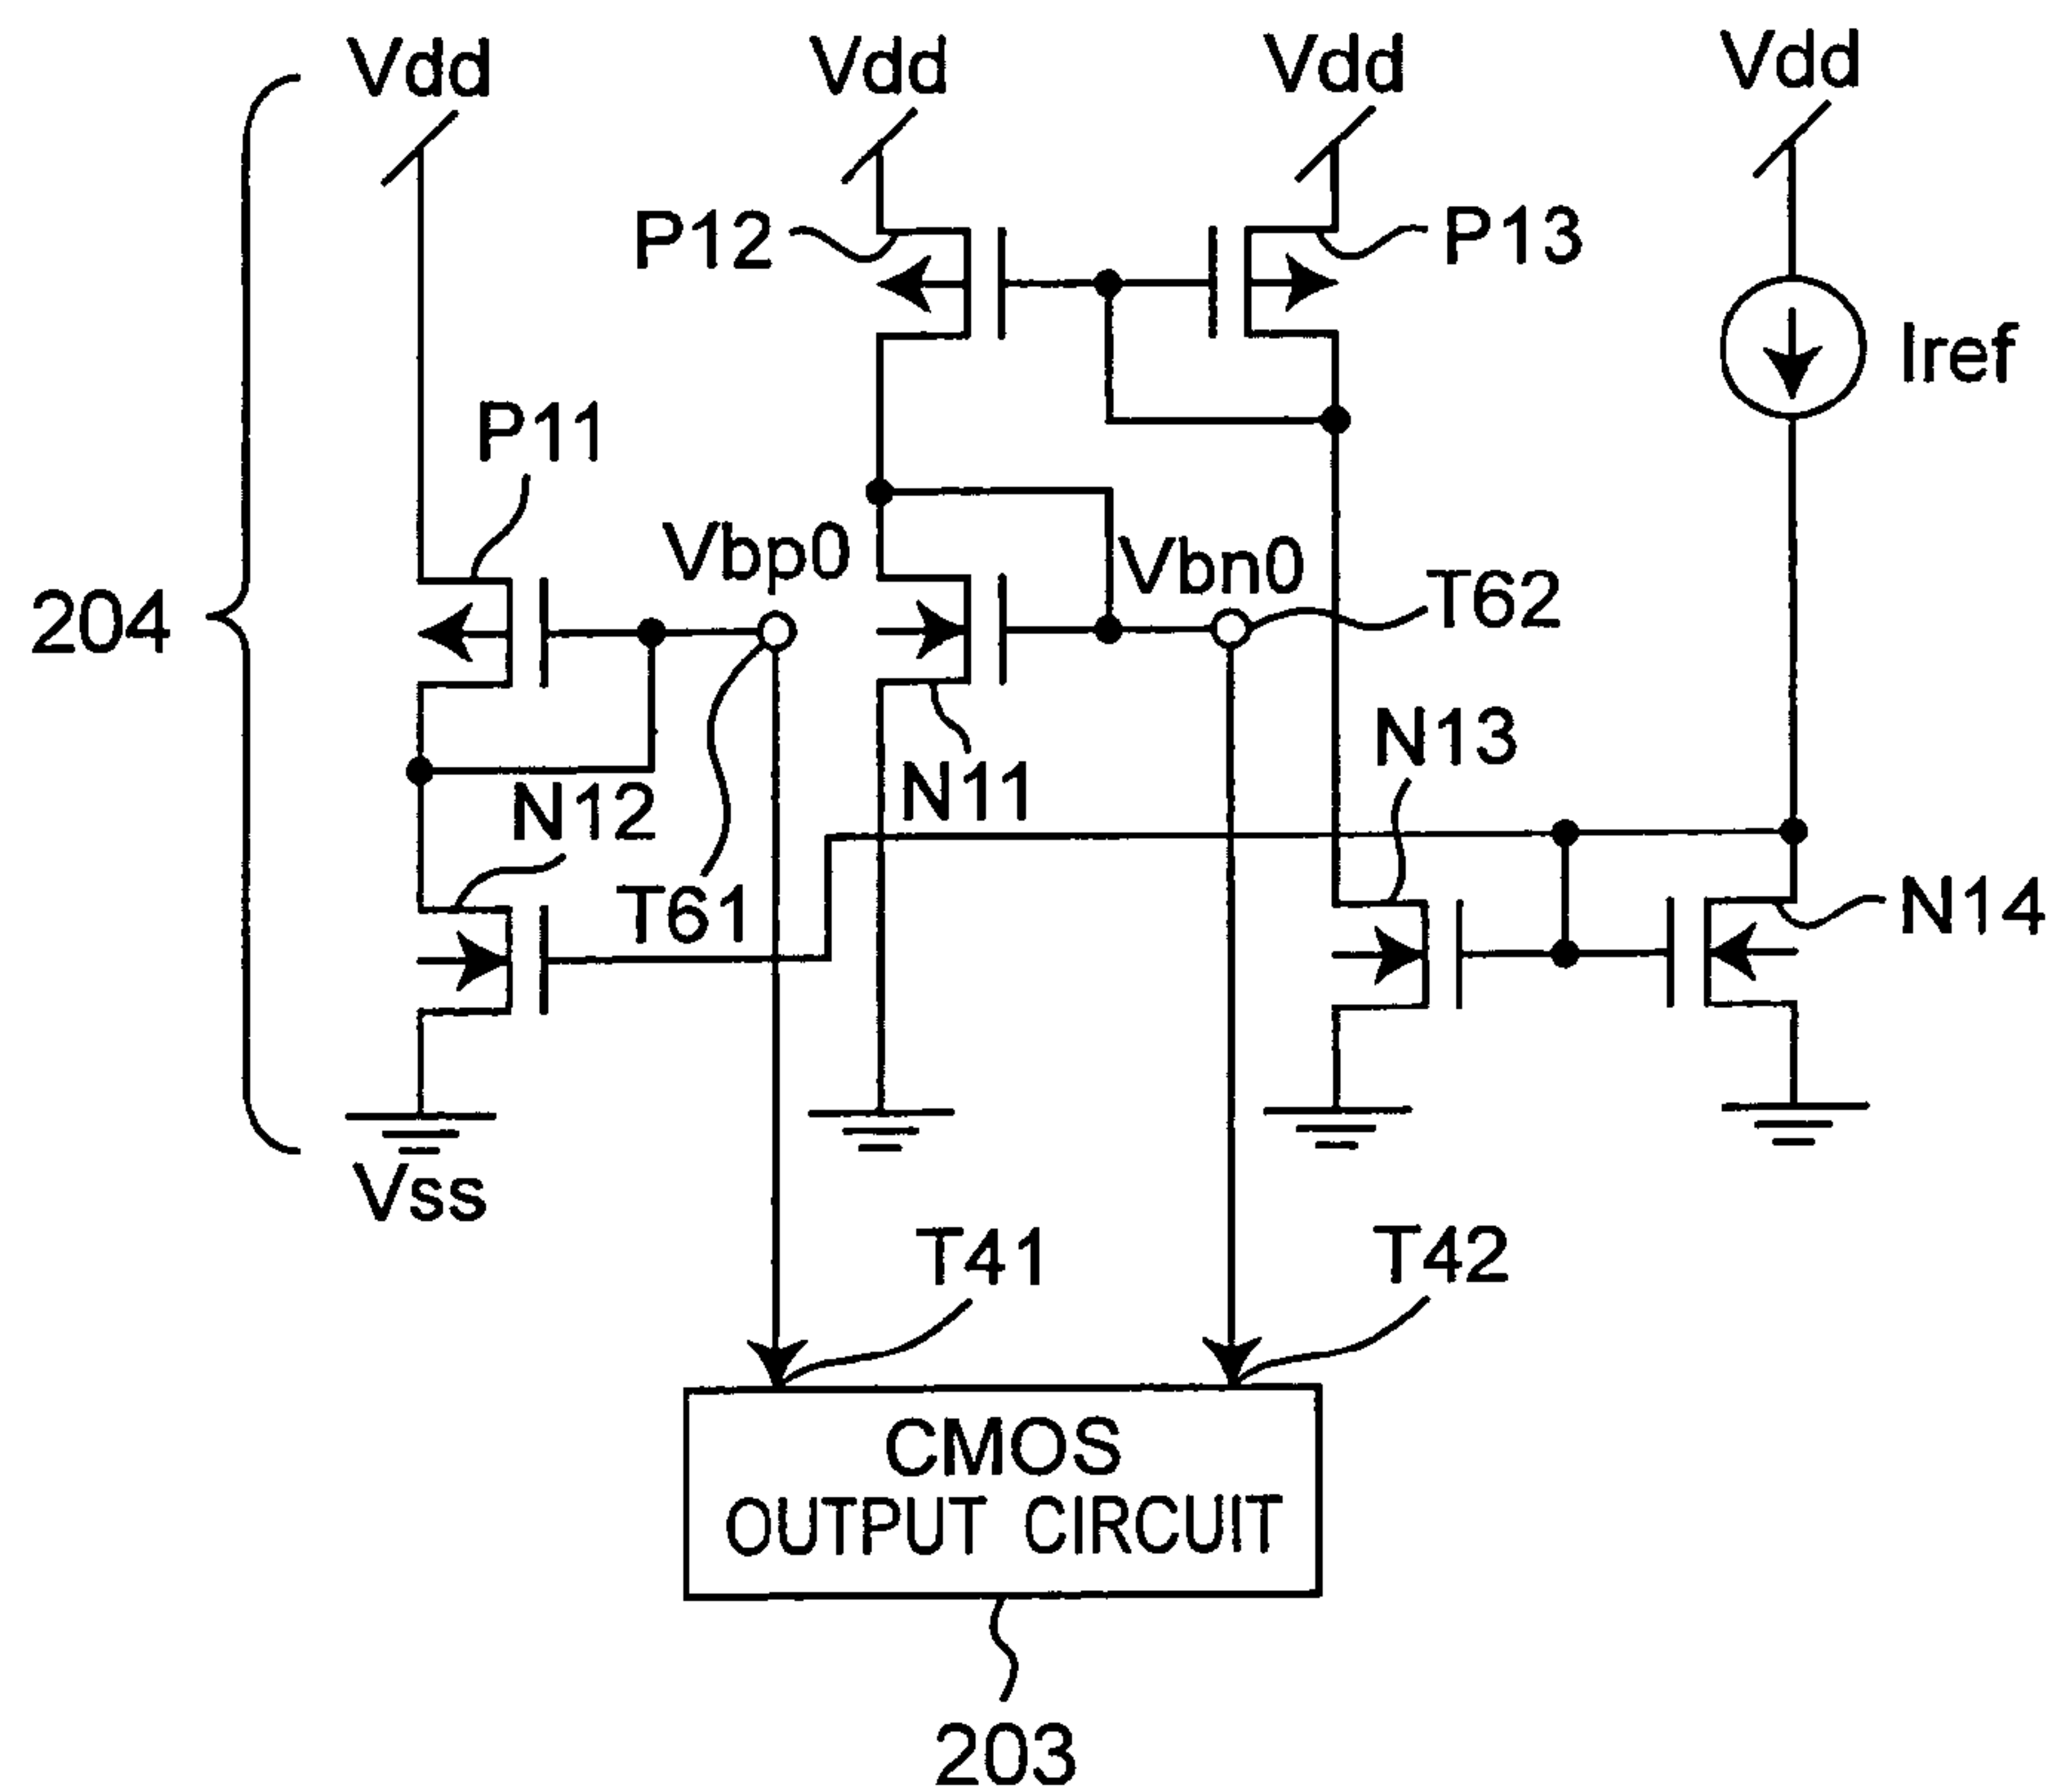 Vdd
Vdd
Vdd
Vdd
P12
P13
Iref
P11
Vbp0
Vbn0
T62
204
N13
N11
N12
T61
N14
Vss
T41
T42
CMOS
OUTPUT CIRCUIT
203